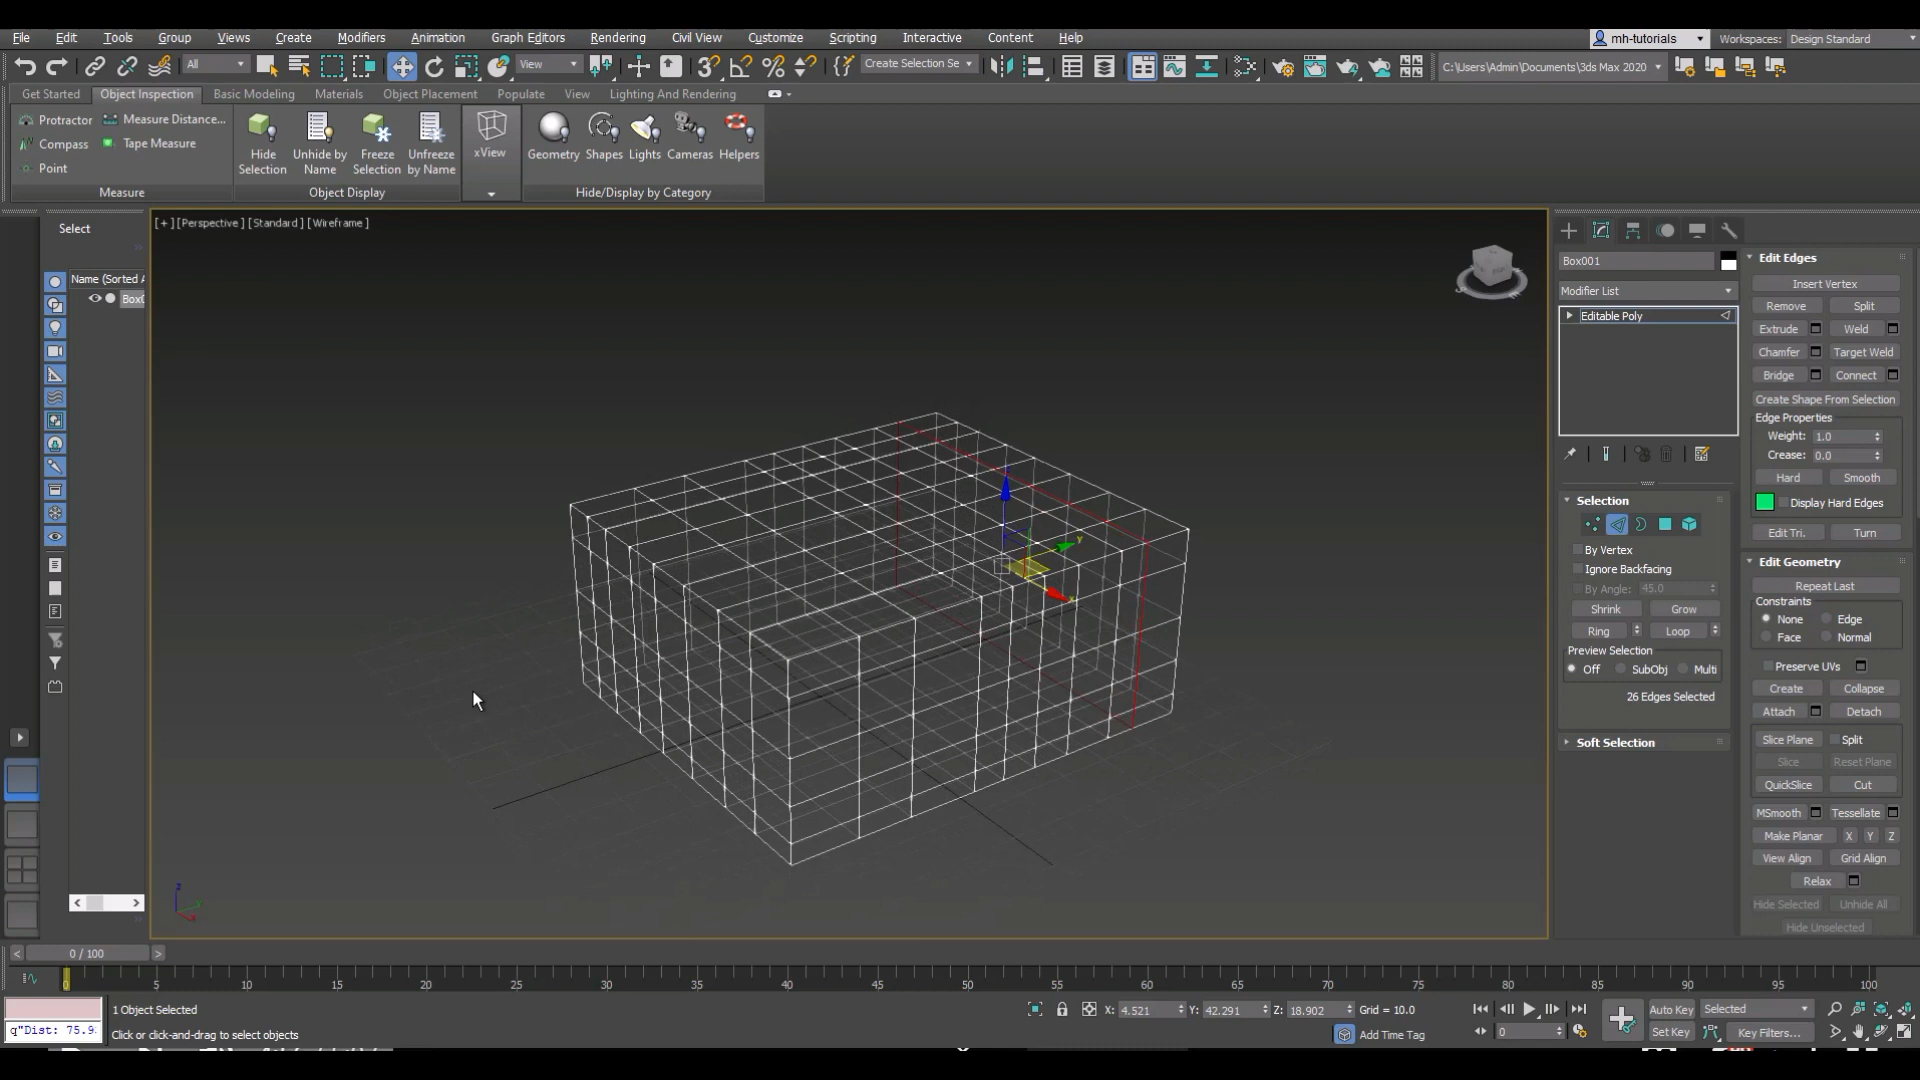 File Edit Tools Group Views Create Modifiers Animation Graph Editors Rendering Civil View Customize Scripting Interactive Content Help
mh-tutorials Workspaces: Design Standard
All View Create Selection Se C:\Users\Admin\Documents\3ds Max 2020
Get Started Object Inspection Basic Modeling Materials Object Placement Populate View Lighting And Rendering
Protractor Measure Distance...
Compass Tape Measure
Point
Hide Selection
Unhide by Name
Freeze Selection
Unfreeze by Name
xView
Geometry Shapes Lights Cameras Helpers
Measure Object Display Hide/Display by Category
Select
Name (Sorted A
[+] [Perspective] [Standard] [Wireframe]
Box001
Modifier List
Editable Poly
Selection
By Vertex
Ignore Backfacing
By Angle: 45.0
Shrink Grow
Ring Loop
Preview Selection
Off SubObj Multi
26 Edges Selected
Soft Selection
Edit Edges
Insert Vertex
Remove Split
Extrude Weld
Chamfer Target Weld
Bridge Connect
Create Shape From Selection
Edge Properties
Weight: 1.0
Crease: 0.0
Hard Smooth
Display Hard Edges
Edit Tri. Turn
Edit Geometry
Repeat Last
Constraints
None Edge
Face Normal
Preserve UVs
Create Collapse
Attach Detach
Slice Plane Split
Slice Reset Plane
QuickSlice Cut
MSmooth Tessellate
Make Planar X Y Z
View Align Grid Align
Relax
Hide Selected Unhide All
Hide Unselected
0 / 100
0 5 10 15 20 25 30 35 40 45 50 55 60 65 70 75 80 85 90 95 100
1 Object Selected
X: 4.521 Y: 42.291 Z: 18.902 Grid = 10.0
Auto Key Selected
q"Dist: 75.9
Click or click-and-drag to select objects
Add Time Tag
0
Set Key Key Filters...